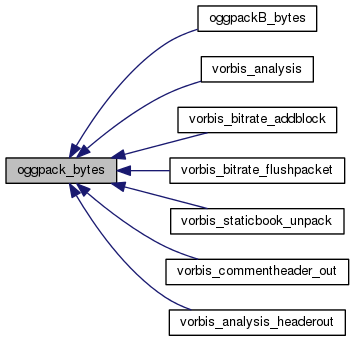 oggpackB_bytes
vorbis_analysis
vorbis_bitrate_addblock
oggpack_bytes
vorbis_bitrate_flushpacket
vorbis_staticbook_unpack
vorbis_commentheader_out
vorbis_analysis_headerout